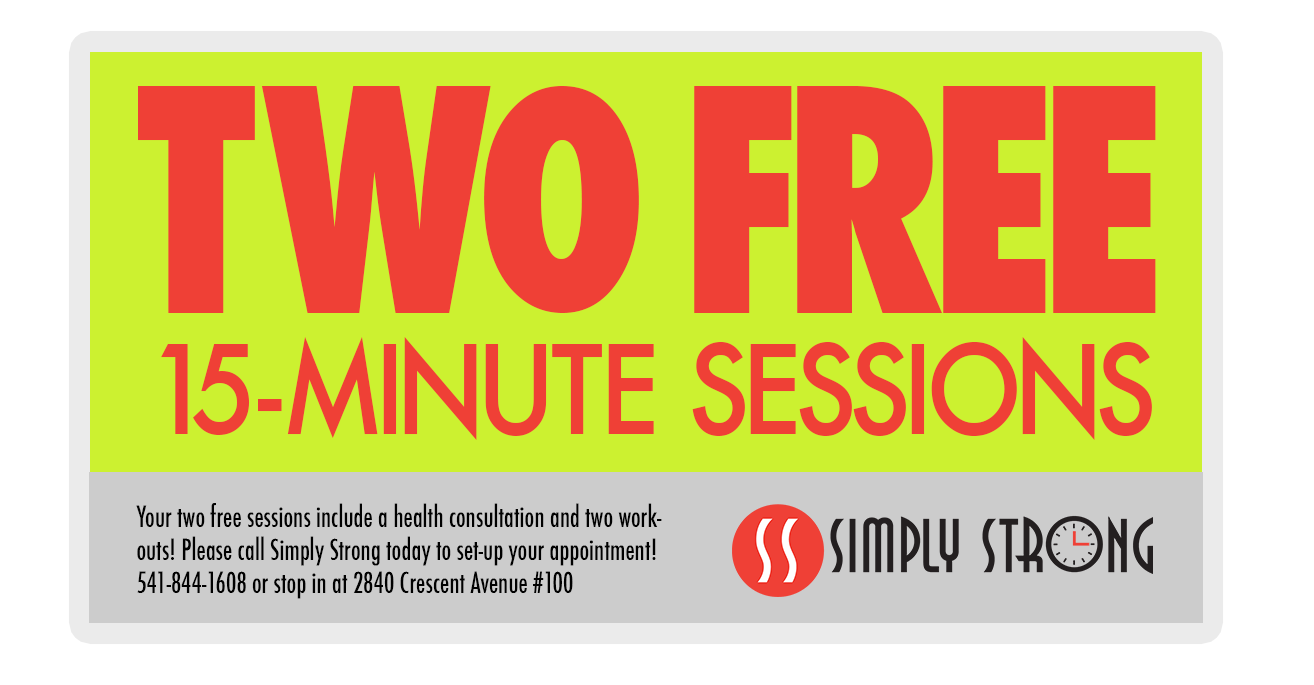 TWO FREE
15-MINUTE SESSIONS
Your two free sessions include a health consultation and two work-
outs! Please call Simply Strong today to set-up your appointment!
541-844-1608 or stop in at 2840 Crescent Avenue #100
SS SIMPLY STRONG